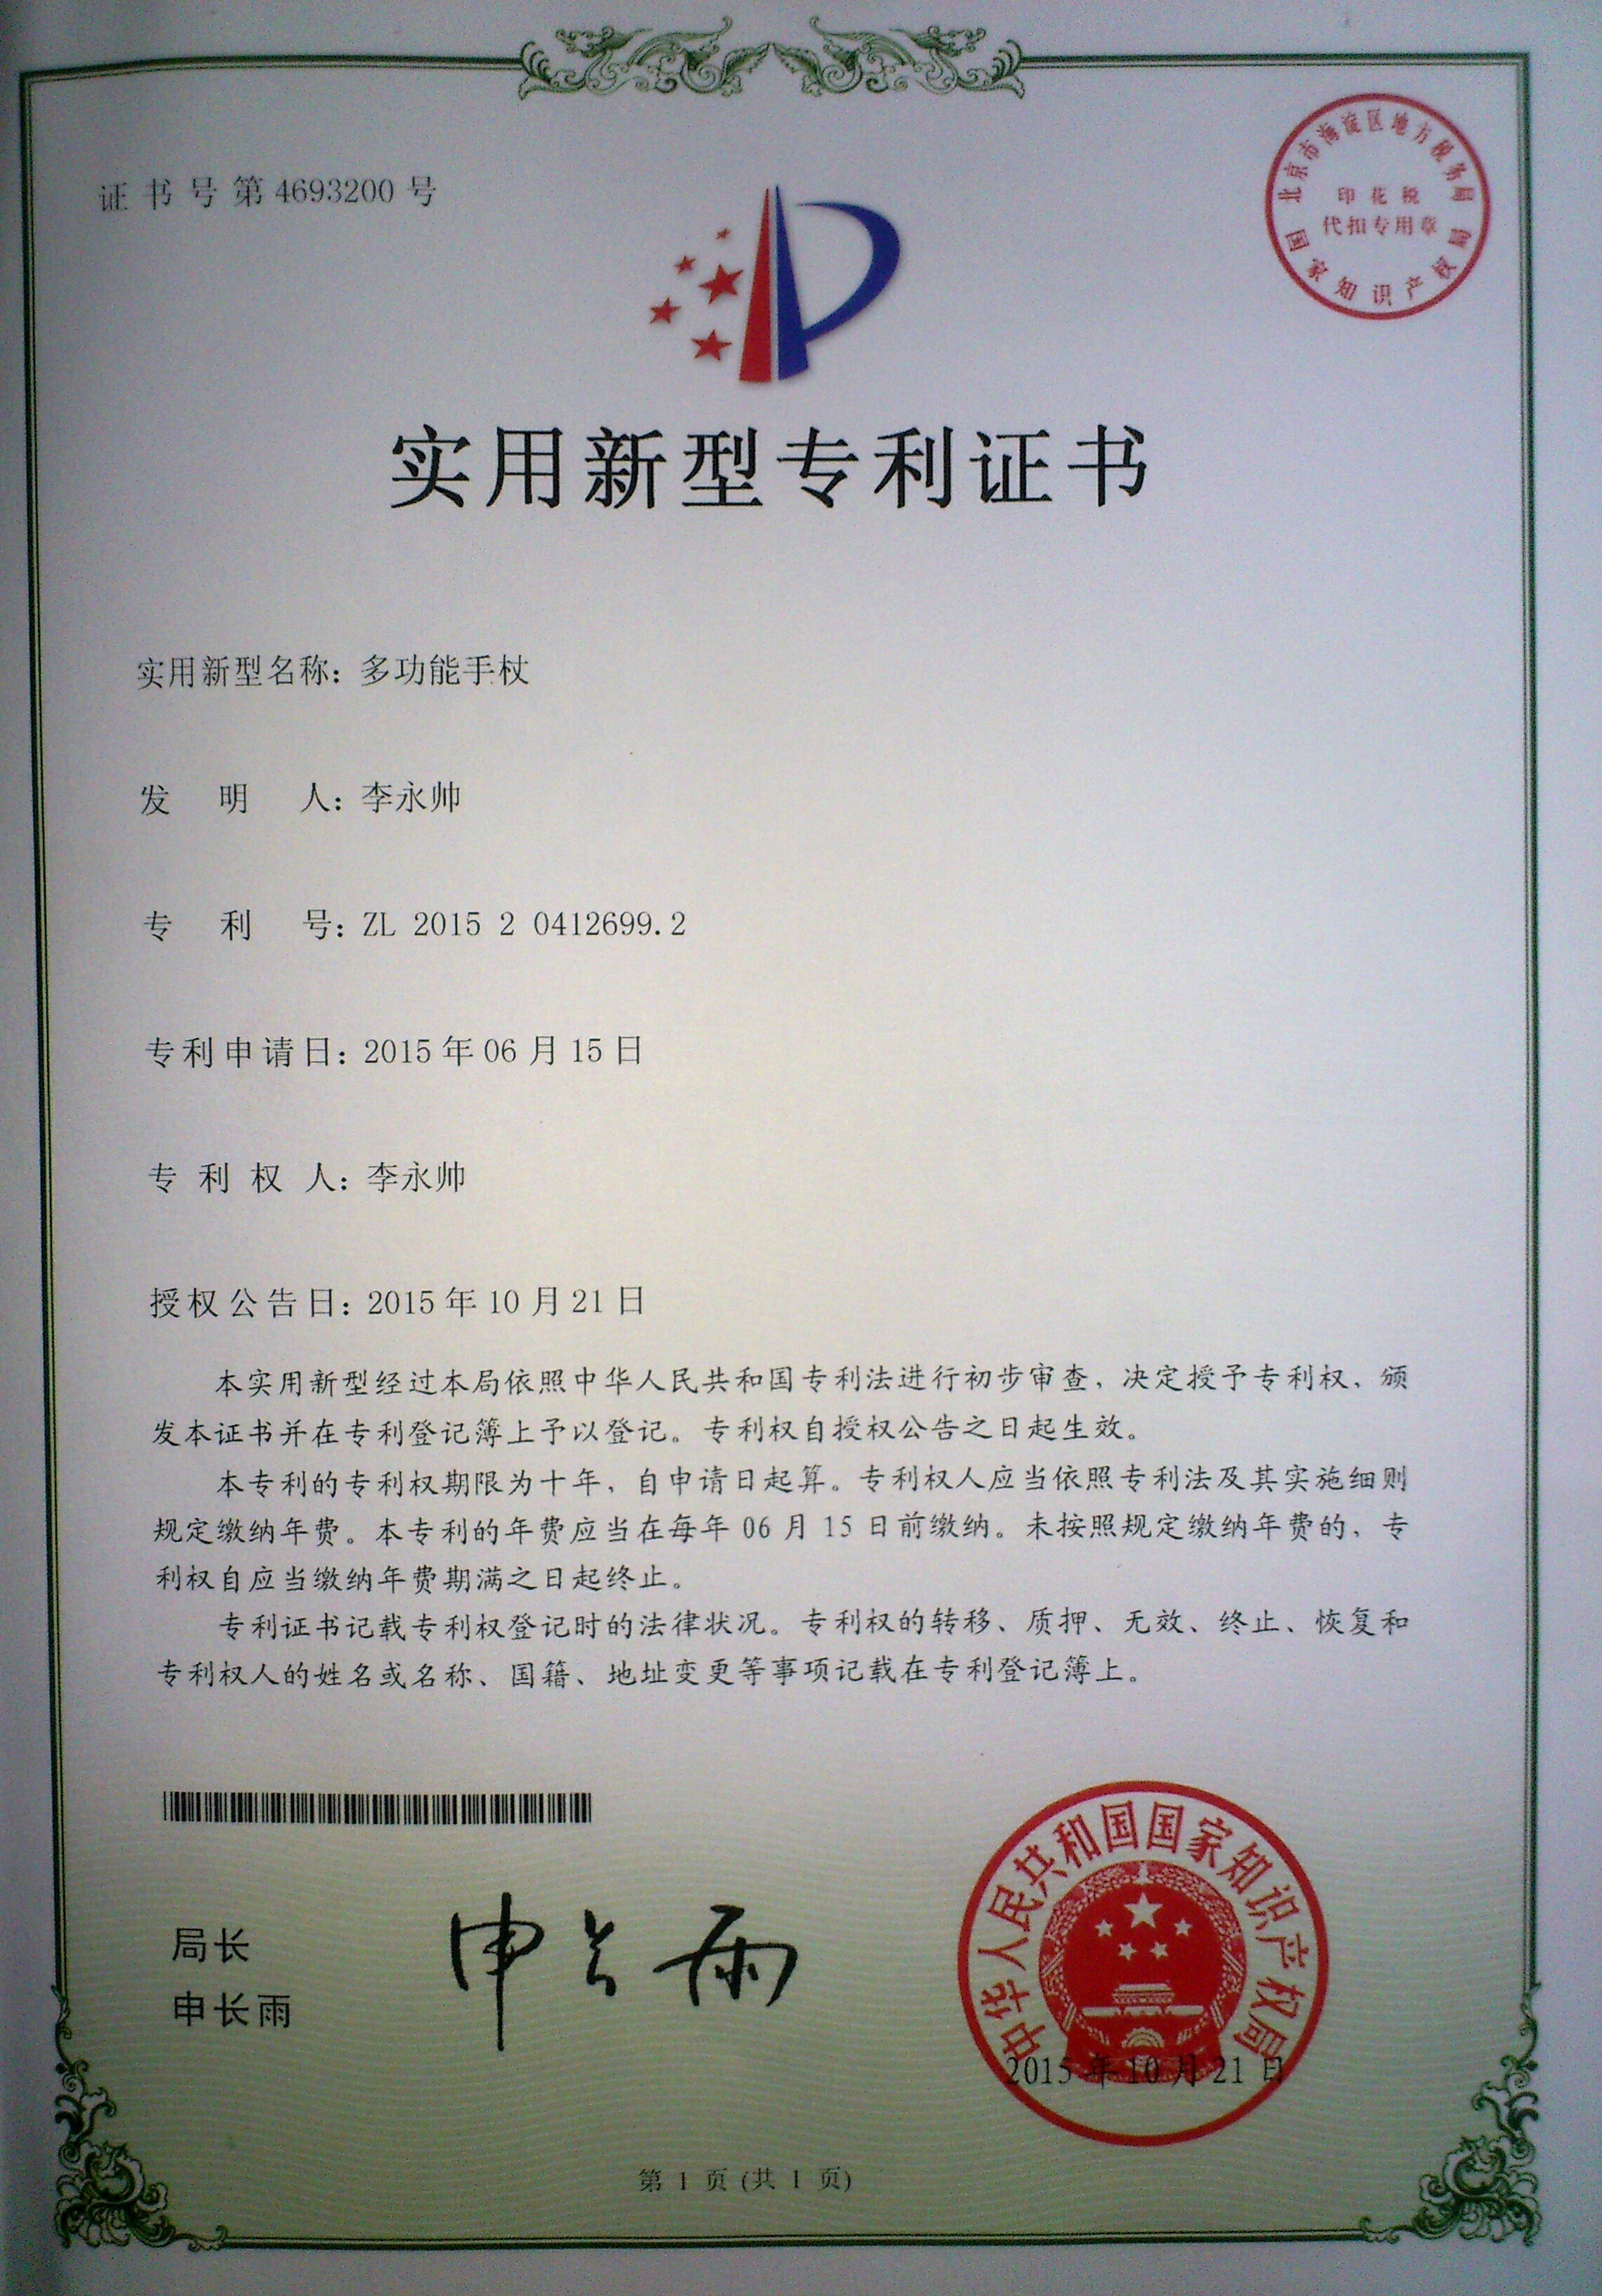 证书号第4693200号
北京市海淀区地方税务局
印花税
代扣专用章
国家知识产权局
实用新型专利证书
实用新型名称：多功能手杖
发明人：李永帅
专利号：ZL 2015 2 0412699.2
专利申请日：2015年06月15日
专利权人：李永帅
授权公告日：2015年10月21日
本实用新型经过本局依照中华人民共和国专利法进行初步审查，决定授予专利权，颁
发本证书并在专利登记簿上予以登记。专利权自授权公告之日起生效。
本专利的专利权期限为十年，自申请日起算。专利权人应当依照专利法及其实施细则
规定缴纳年费。本专利的年费应当在每年06月15日前缴纳。未按照规定缴纳年费的，专
利权自应当缴纳年费期满之日起终止。
专利证书记载专利权登记时的法律状况。专利权的转移、质押、无效、终止、恢复和
专利权人的姓名或名称、国籍、地址变更等事项记载在专利登记簿上。
局长
申长雨
申长雨
中华人民共和国国家知识产权局
2015年10月21日
第1页(共1页)